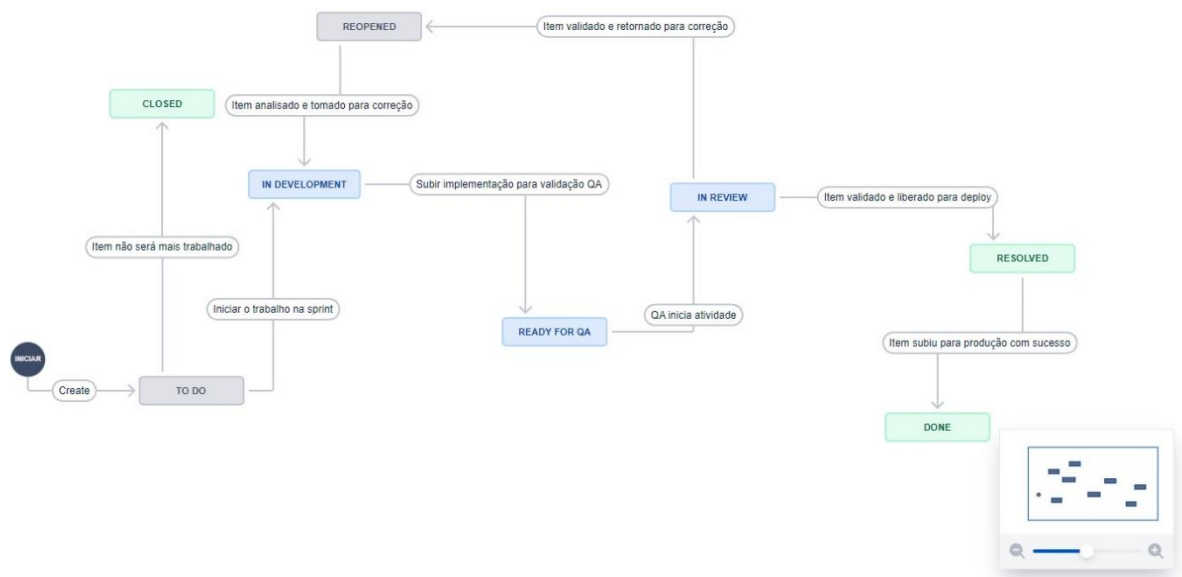 REOPENED
Item validado e retornado para correção
CLOSED
Item analisado e tomado para correção
IN DEVELOPMENT
Subir implementação para validação QA
IN REVIEW
Item validado e liberado para deploy
Item não será mais trabalhado
RESOLVED
Iniciar o trabalho na sprint
QA inicia atividade
READY FOR QA
Item subiu para produção com sucesso
INICIAR
Create
TO DO
DONE